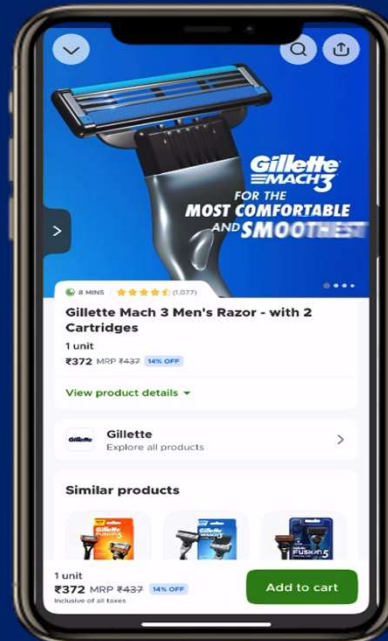 Gillette
MACH3
FOR THE
MOST COMFORTABLE
AND SMOOTHEST
>
8 MINS (1,077)
Gillette Mach 3 Men's Razor - with 2
Cartridges
1 unit
₹372 MRP ₹437 14% OFF
View product details
Gillette
Gillette
Explore all products
Similar products
1 unit
₹372 MRP ₹437 14% OFF
Inclusive of all taxes
Add to cart